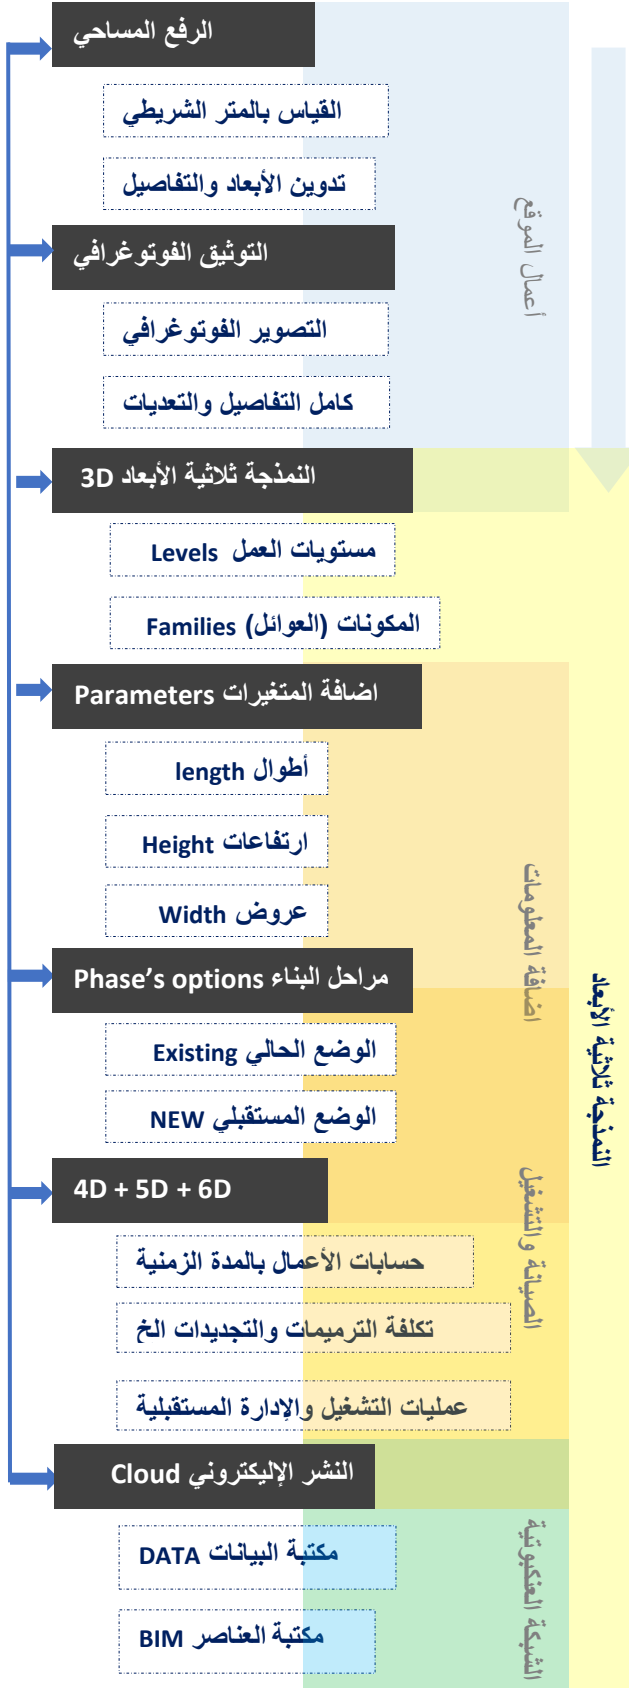 الرفع المساحي
القياس بالمتر الشريطي
تدوين الأبعاد والتفاصيل
أعمال الموقع
التوثيق الفوتوغرافي
التصوير الفوتوغرافي
كامل التفاصيل والتعديات
النمذجة ثلاثية الأبعاد 3D
مستويات العمل Levels
المكونات (العوائل) Families
اضافة المتغيرات Parameters
أطوال length
ارتفاعات Height
عروض Width
اضافة المعلومات
مراحل البناء Phase’s options
الوضع الحالي Existing
الوضع المستقبلي NEW
النمذجة ثلاثية الأبعاد
4D + 5D + 6D
حسابات الأعمال بالمدة الزمنية
تكلفة الترميمات والتجديدات الخ
عمليات التشغيل والإدارة المستقبلية
الصيانة والتشغيل
النشر الإليكتروني Cloud
مكتبة البيانات DATA
مكتبة العناصر BIM
الشبكة العنكبوتية